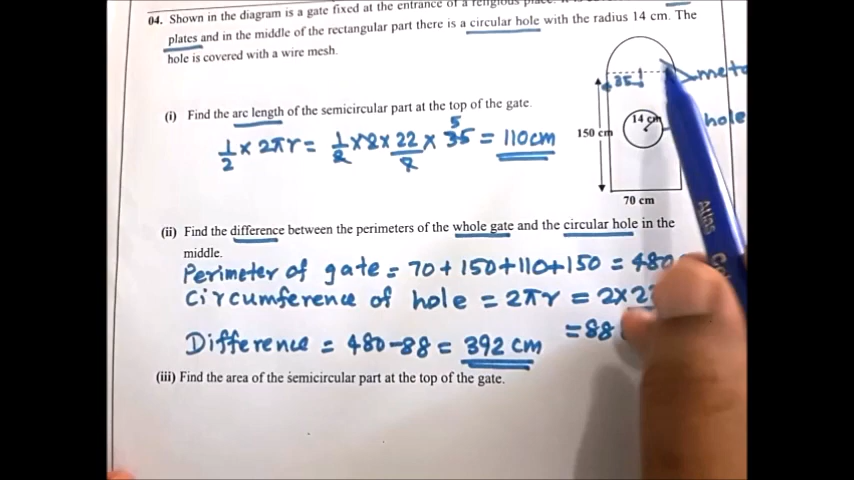 04. Shown in the diagram is a gate fixed at the entrance of a religious place. It is
plates and in the middle of the rectangular part there is a circular hole with the radius 14 cm. The
hole is covered with a wire mesh.
35
meta
14 cm
hole
150 cm
70 cm
(i) Find the arc length of the semicircular part at the top of the gate.
1/2 × 2πr = 1/2 × 2 × 22/7 × 35 5 = 110cm
(ii) Find the difference between the perimeters of the whole gate and the circular hole in the
middle.
Perimeter of gate = 70 + 150 + 110 + 150 = 480
Circumference of hole = 2πr = 2×22
= 88
Difference = 480 - 88 = 392 cm
(iii) Find the area of the semicircular part at the top of the gate.
Atlas